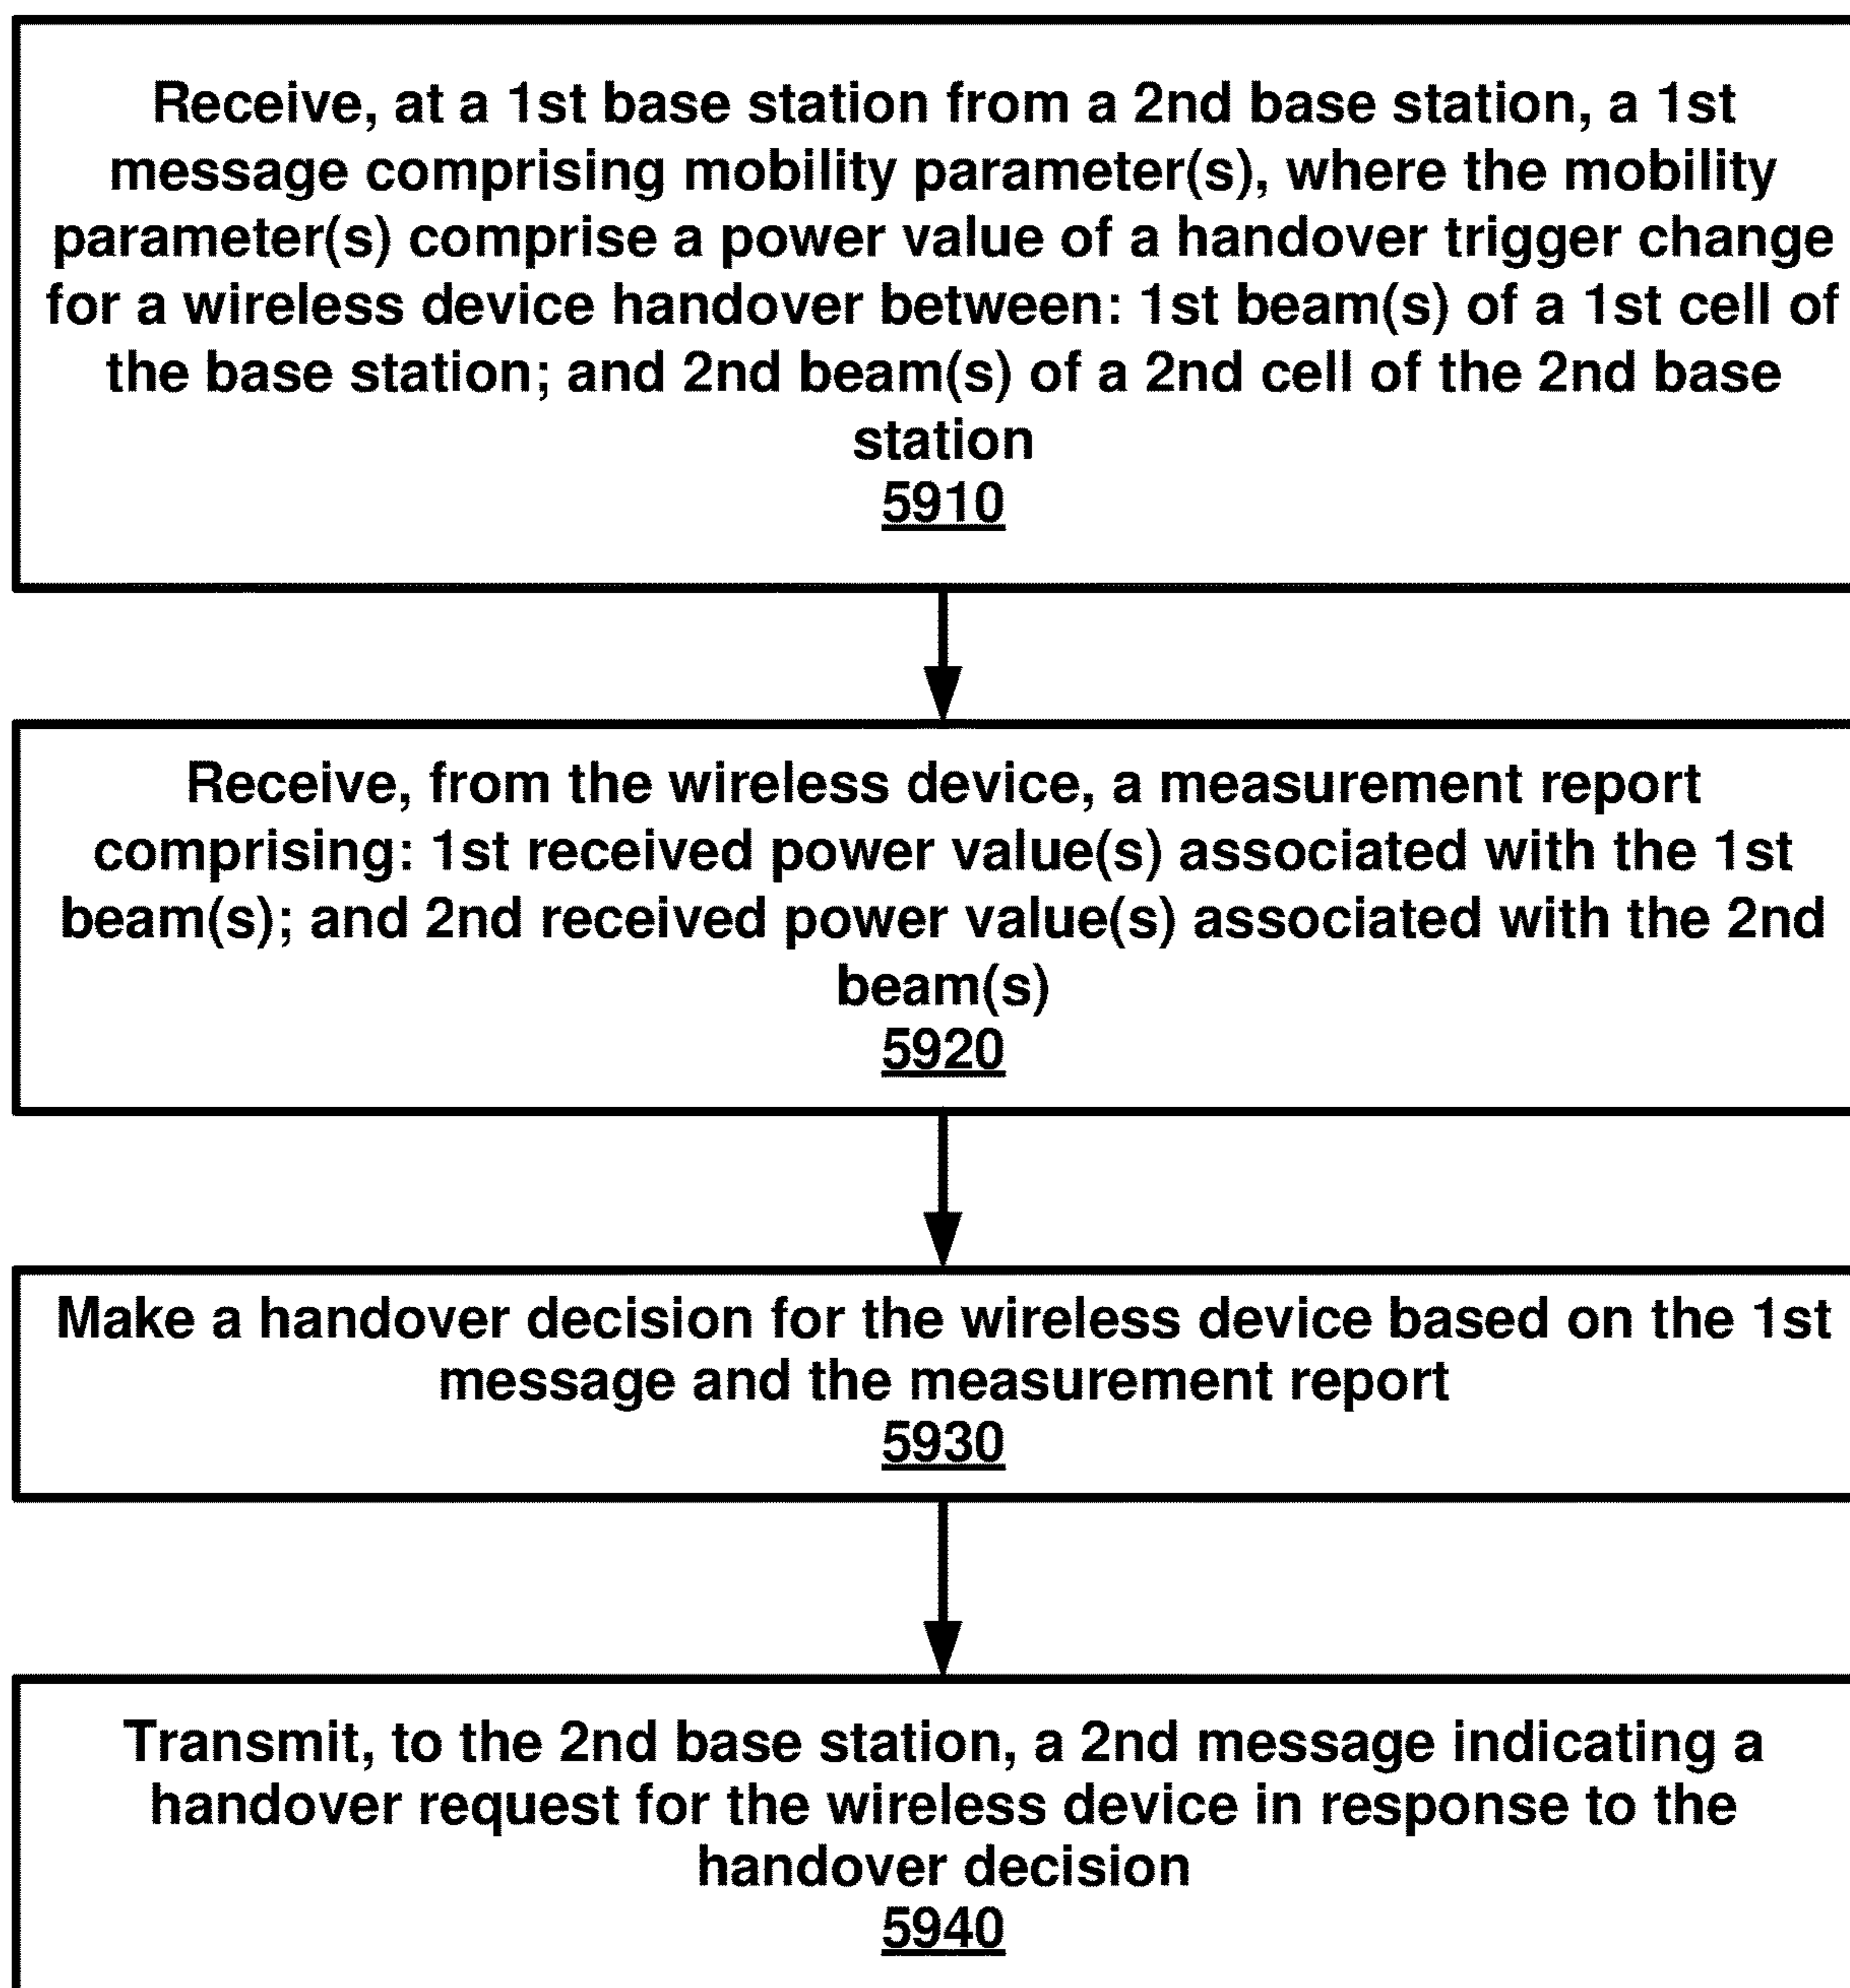 Receive, at a 1st base station from a 2nd base station, a 1st
message comprising mobility parameter(s), where the mobility
parameter(s) comprise a power value of a handover trigger change
for a wireless device handover between: 1st beam(s) of a 1st cell of
the base station; and 2nd beam(s) of a 2nd cell of the 2nd base
station
5910
Receive, from the wireless device, a measurement report
comprising: 1st received power value(s) associated with the 1st
beam(s); and 2nd received power value(s) associated with the 2nd
beam(s)
5920
Make a handover decision for the wireless device based on the 1st
message and the measurement report
5930
Transmit, to the 2nd base station, a 2nd message indicating a
handover request for the wireless device in response to the
handover decision
5940